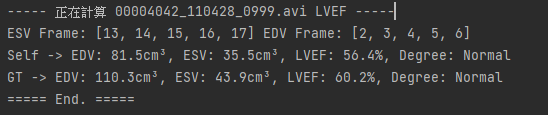 ----- 正在計算 00004042_110428_0999.avi LVEF -----
ESV Frame: [13, 14, 15, 16, 17] EDV Frame: [2, 3, 4, 5, 6]
Self -> EDV: 81.5cm³, ESV: 35.5cm³, LVEF: 56.4%, Degree: Normal
GT -> EDV: 110.3cm³, ESV: 43.9cm³, LVEF: 60.2%, Degree: Normal
===== End. =====